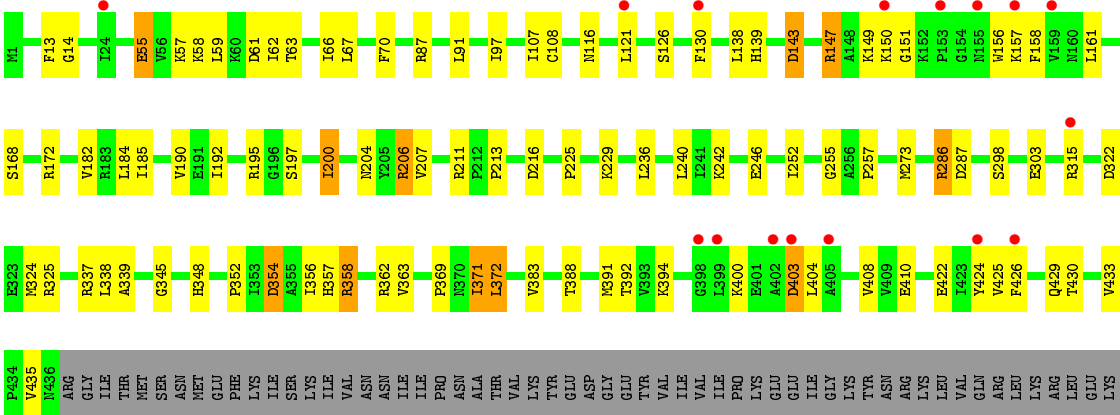 M1 F13 G14 I24 E55 V56 K57 K58 L59 K60 D61 I62 T63 I66 L67 F70 R87 L91 I97 I107 C108 N116 L121 S126 F130 L138 H139 D143 R147 A148 K149 K150 G151 K152 P153 G154 N155 W156 K157 F158 V159 N160 L161
S168 R172 V182 R183 L184 I185 V190 E191 I192 R195 G196 S197 I200 N204 Y205 R206 V207 R211 P212 P213 D216 P225 K229 L236 L240 I241 K242 E246 I252 G255 A256 P257 M273 R286 D287 S298 E303 R315 D322
E323 M324 R325 R337 L338 A339 G345 H348 P352 I353 D354 A355 I356 H357 R358 R362 V363 P369 N370 I371 L372 V383 T388 M391 T392 V393 K394 G398 L399 K400 E401 A402 D403 L404 A405 V408 V409 E410 E422 I423 Y424 V425 F426 Q429 T430 V433
P434 V435 N436 ARG GLY ILE THR MET SER ASN MET GLU PHE LYS ILE SER LYS ILE VAL ASN ASN ILE ILE PRO ASN ALA THR VAL LYS TYR GLU ASP GLY GLU TYR VAL ILE VAL ILE PRO LYS GLU GLU ILE GLY LYS TYR ASN ARG LYS LEU VAL GLN ARG LEU LYS ARG LEU GLU LYS